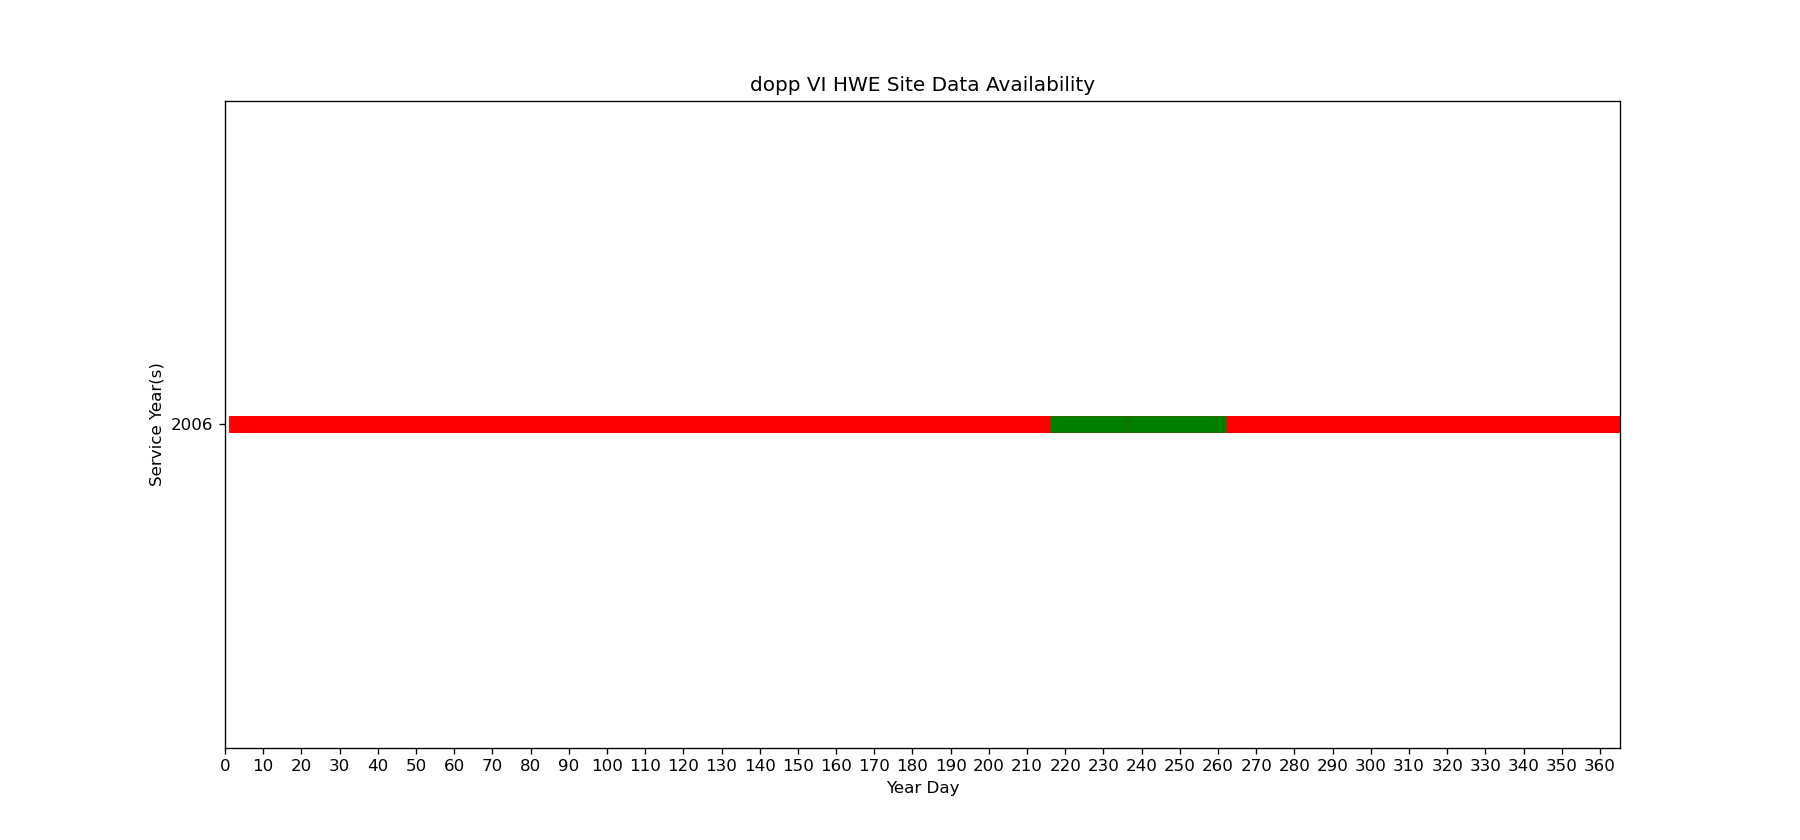 dopp VI HWE Site Data Availability
Service Year(s)
2006
0 10 20 30 40 50 60 70 80 90 100 110 120 130 140 150 160 170 180 190 200 210 220 230 240 250 260 270 280 290 300 310 320 330 340 350 360
Year Day